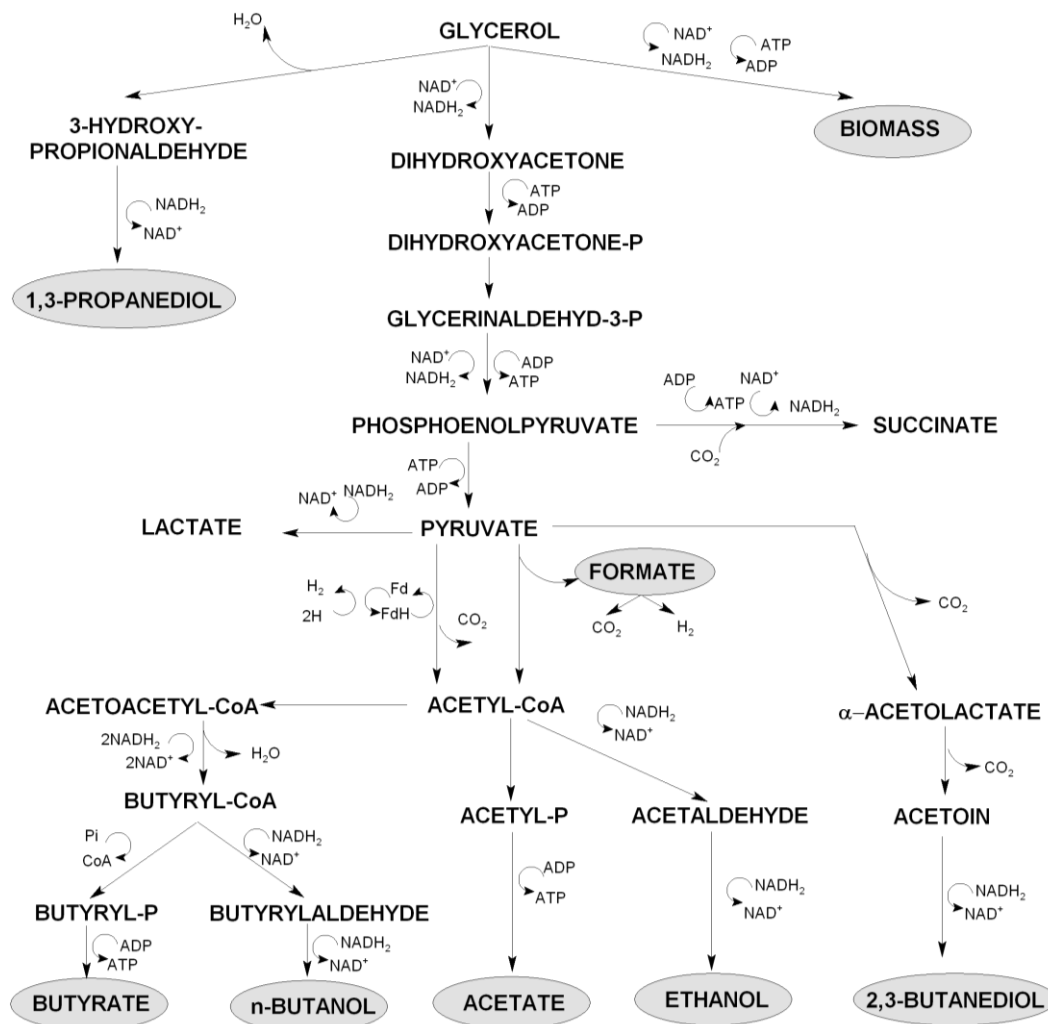 H₂O
GLYCEROL
NAD⁺
NADH₂
ATP
ADP
NAD⁺
NADH₂
3-HYDROXY-
PROPIONALDEHYDE
BIOMASS
DIHYDROXYACETONE
NADH₂
NAD⁺
ATP
ADP
DIHYDROXYACETONE-P
1,3-PROPANEDIOL
GLYCERINALDEHYD-3-P
NAD⁺
NADH₂
ADP
ATP
ADP
ATP
NAD⁺
NADH₂
PHOSPHOENOLPYRUVATE
SUCCINATE
CO₂
ATP
ADP
NAD⁺
NADH₂
LACTATE
PYRUVATE
FORMATE
H₂
2H
Fd
FdH
CO₂
CO₂
H₂
CO₂
ACETOACETYL-CoA
ACETYL-CoA
NADH₂
NAD⁺
α–ACETOLACTATE
2NADH₂
2NAD⁺
H₂O
CO₂
BUTYRYL-CoA
ACETYL-P
ACETALDEHYDE
ACETOIN
Pi
CoA
NADH₂
NAD⁺
ADP
ATP
NADH₂
NAD⁺
NADH₂
NAD⁺
BUTYRYL-P
BUTYRYLALDEHYDE
ADP
ATP
NADH₂
NAD⁺
BUTYRATE
n-BUTANOL
ACETATE
ETHANOL
2,3-BUTANEDIOL